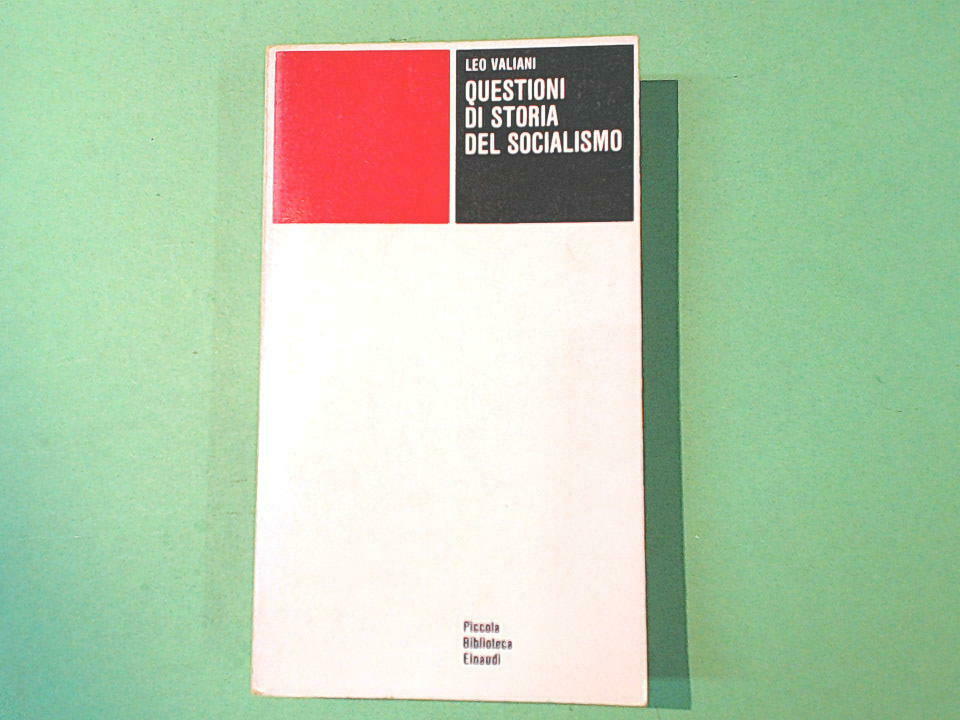 LEO VALIANI
QUESTIONI
DI STORIA
DEL SOCIALISMO
Piccola
Biblioteca
Einaudi